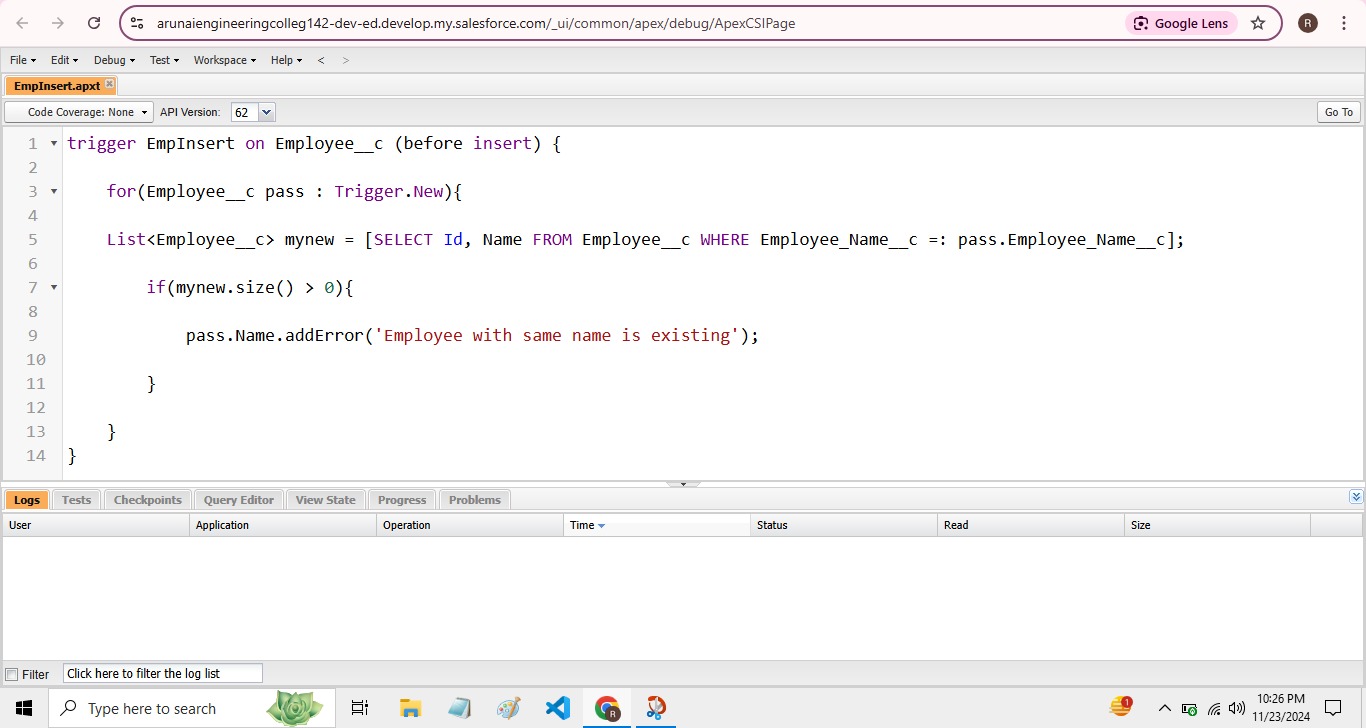 arunaiengineeringcolleg142-dev-ed.develop.my.salesforce.com/_ui/common/apex/debug/ApexCSIPage Google Lens R
File Edit Debug Test Workspace Help < >
EmpInsert.apxt
Code Coverage: None API Version: 62 Go To
1 trigger EmpInsert on Employee__c (before insert) {
2
3 for(Employee__c pass : Trigger.New){
4
5 List<Employee__c> mynew = [SELECT Id, Name FROM Employee__c WHERE Employee_Name__c =: pass.Employee_Name__c];
6
7 if(mynew.size() > 0){
8
9 pass.Name.addError('Employee with same name is existing');
10
11 }
12
13 }
14 }
Logs Tests Checkpoints Query Editor View State Progress Problems
User Application Operation Time Status Read Size
Filter Click here to filter the log list
Type here to search R 1 10:26 PM
11/23/2024